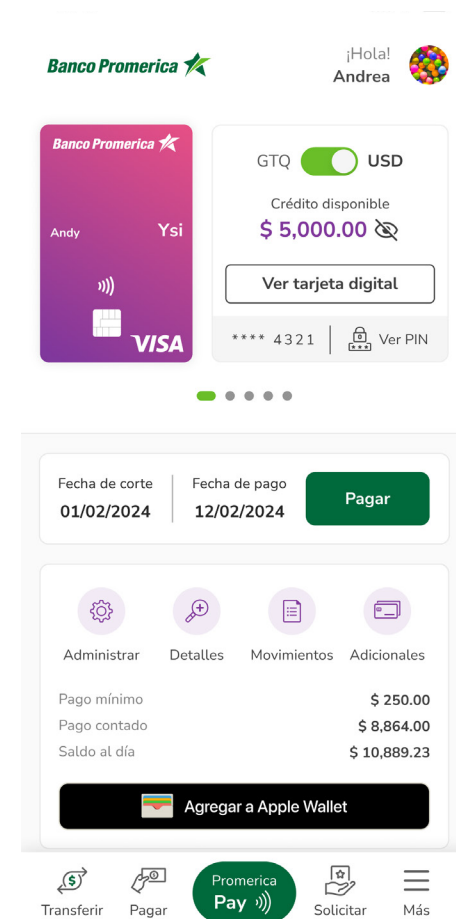 Banco Promerica
¡Hola!
Andrea
Banco Promerica
Andy Ysi
VISA
GTQ USD
Crédito disponible
$ 5,000.00
Ver tarjeta digital
**** 4321 Ver PIN
Fecha de corte
01/02/2024
Fecha de pago
12/02/2024
Pagar
Administrar Detalles Movimientos Adicionales
Pago mínimo $ 250.00
Pago contado $ 8,864.00
Saldo al día $ 10,889.23
Agregar a Apple Wallet
Transferir
Pagar
Promerica
Pay
Solicitar
Más